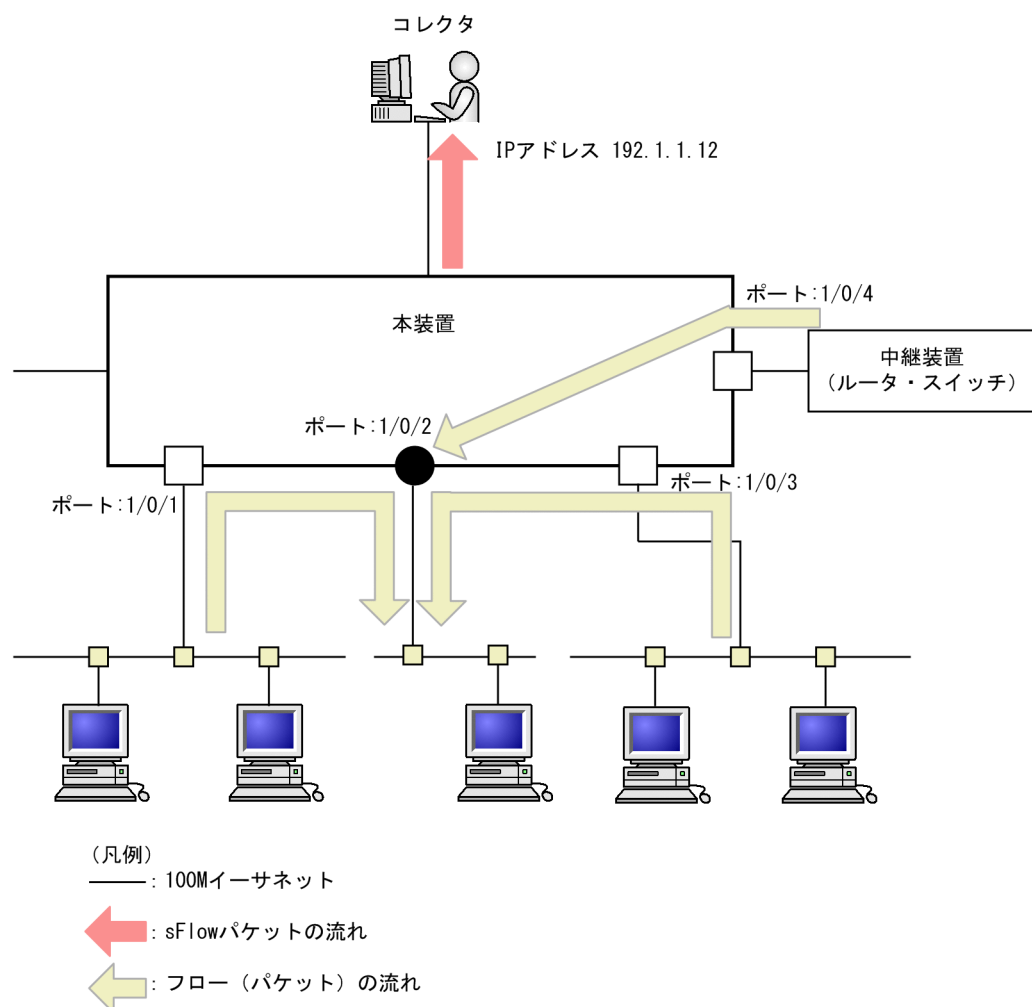 コレクタ
IPアドレス 192.1.1.12
ポート:1/0/4
本装置
中継装置
(ルータ・スイッチ)
ポート:1/0/2
ポート:1/0/1
ポート:1/0/3
(凡例)
: 100Mイーサネット
: sFlowパケットの流れ
: フロー(パケット)の流れ